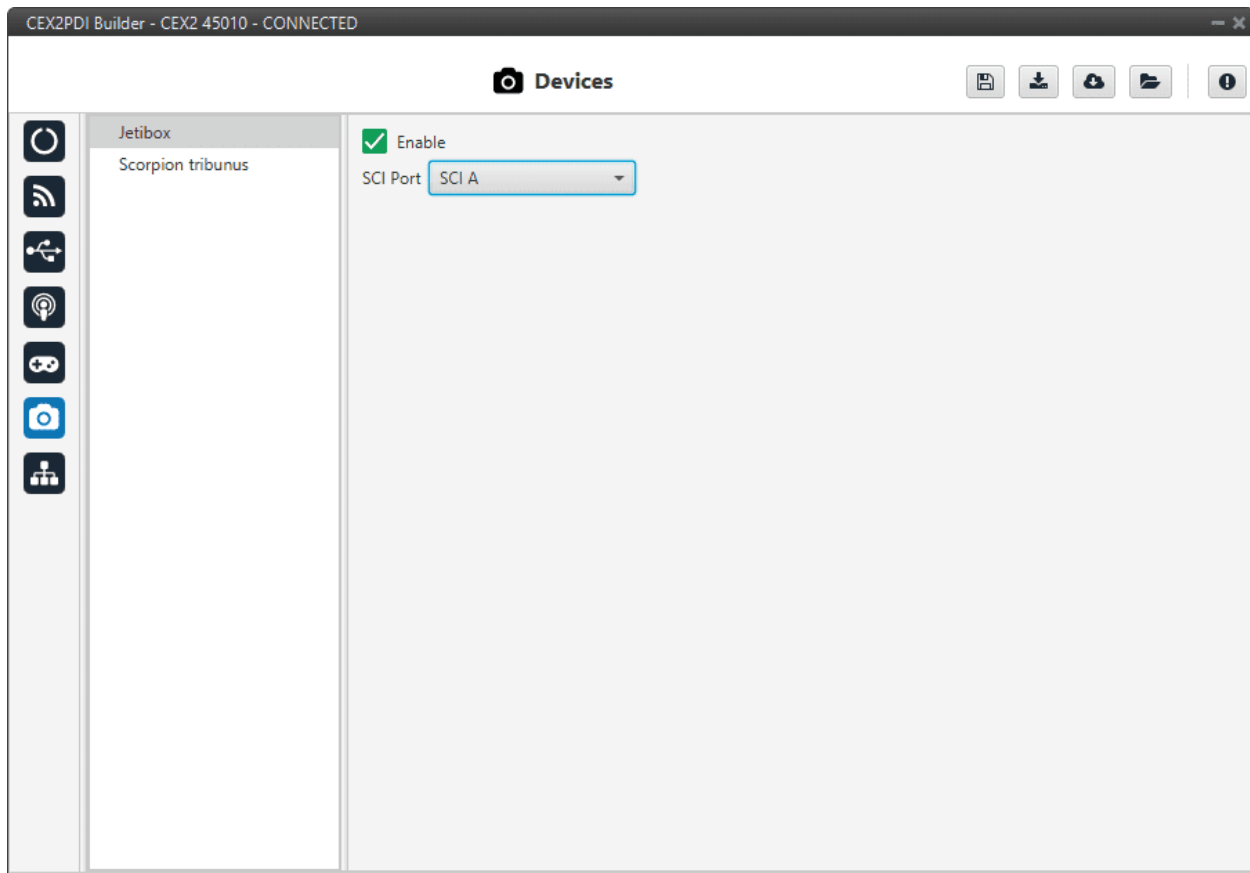 CEX2PDI Builder - CEX2 45010 - CONNECTED
Devices
Jetibox
Scorpion tribunus
Enable
SCI Port SCI A